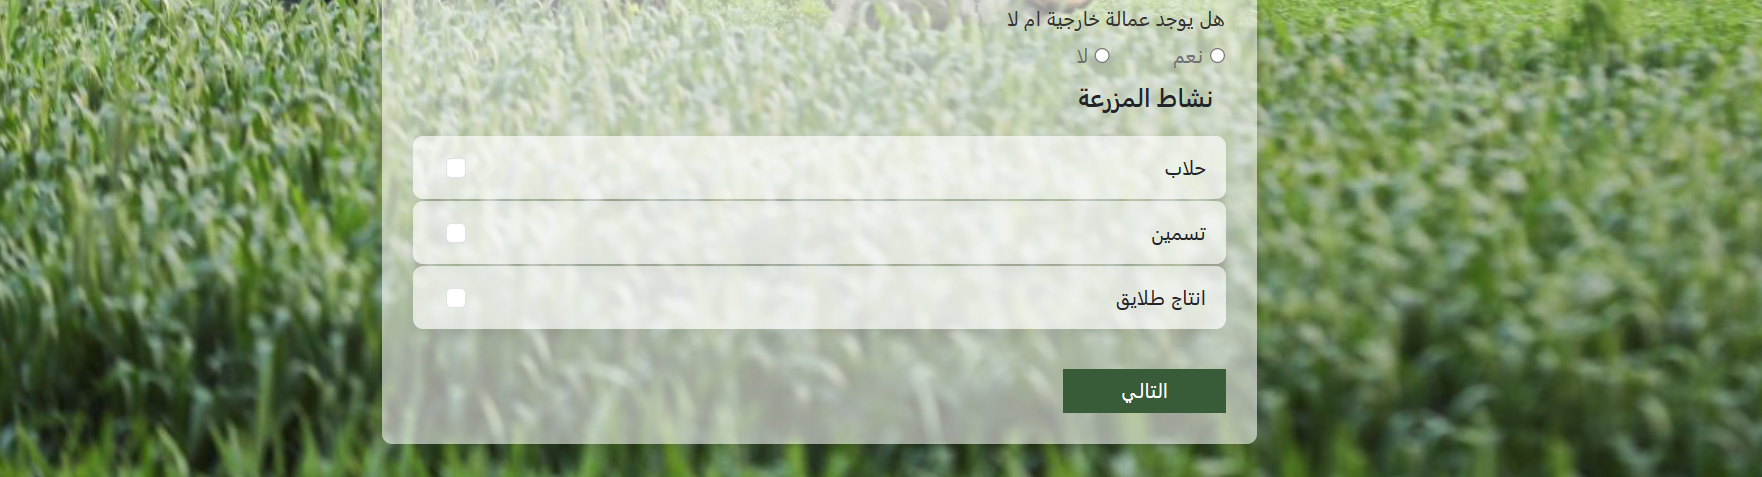 هل يوجد عمالة خارجية ام لا
نعم لا
نشاط المزرعة
حلاب
تسمين
انتاج طلايق
التالي